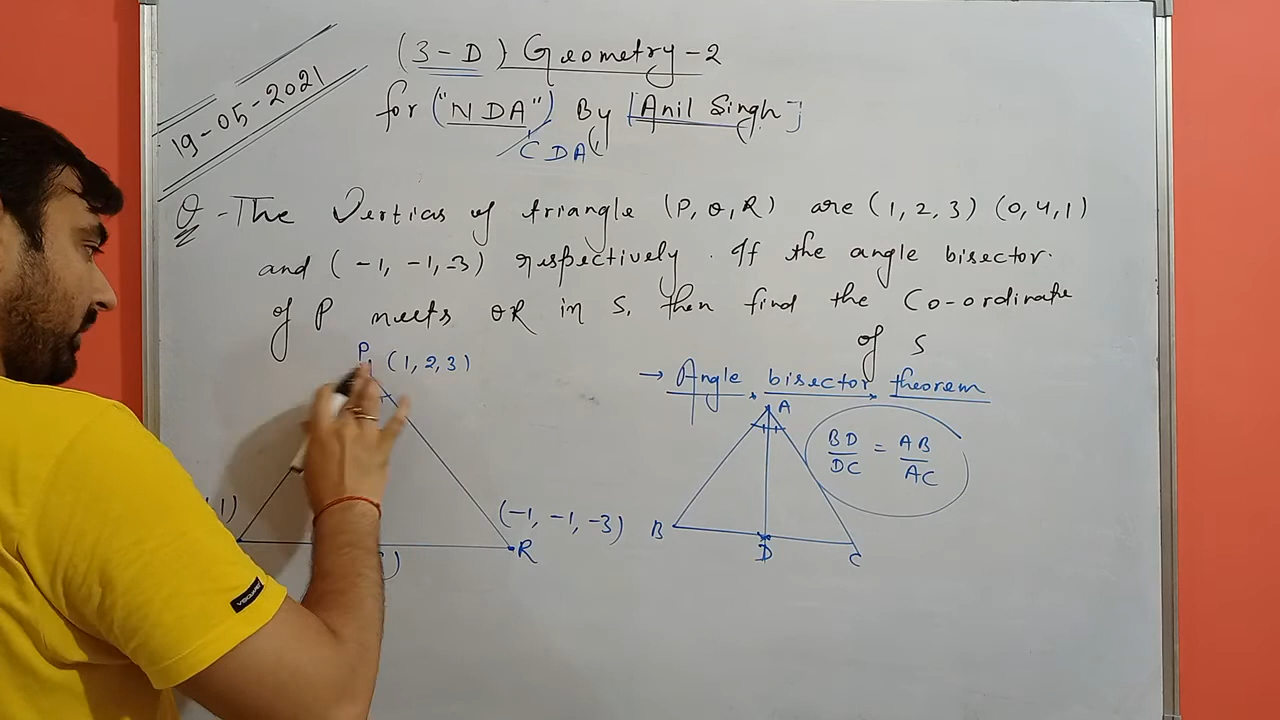 19-05-2021
(3-D) Geometry-2
for ("NDA") By [Anil Singh]
CDA
Q-The Verticas of triangle (P, Q, R) are (1, 2, 3) (0, 4, 1)
and (-1, -1, -3) respectively. If the angle bisector.
of P meets QR in S, then find the Co-ordinate
of S
P (1, 2, 3)
→ Angle bisector theorem
A
BD/DC = AB/AC
1)
(-1, -1, -3)
R
B
D
C